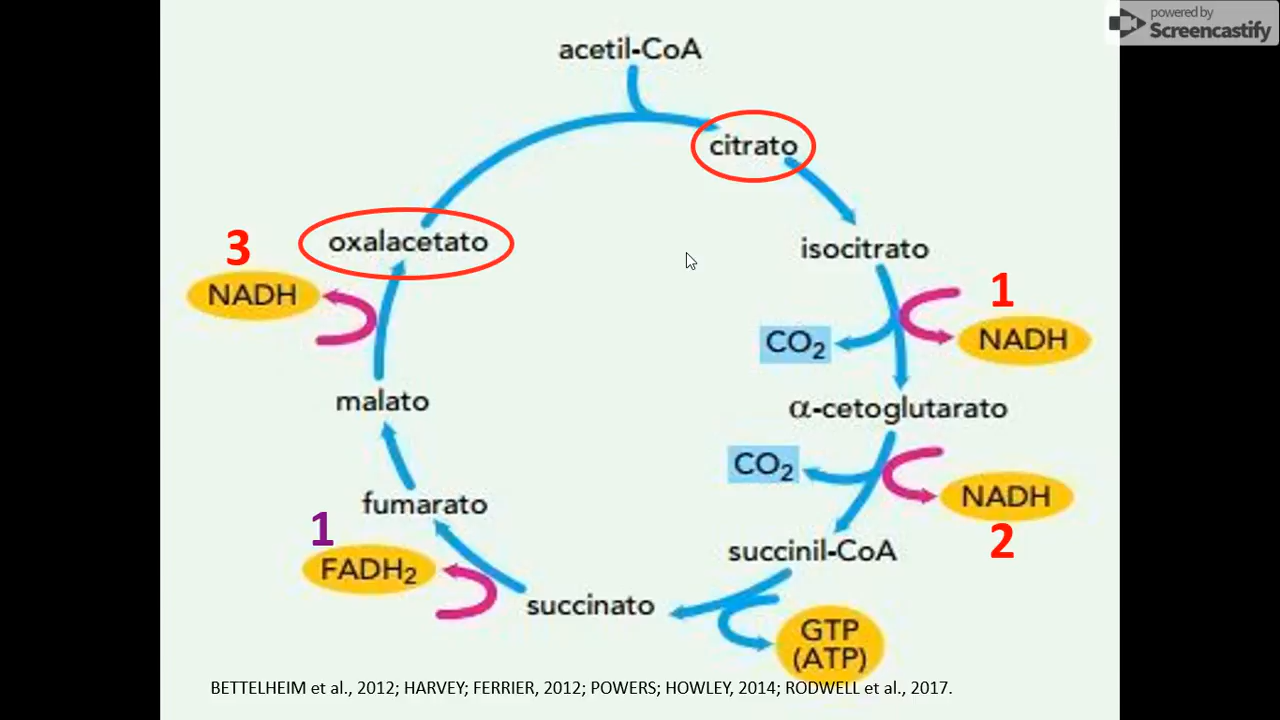 powered by
Screencastify
acetil-CoA
citrato
oxalacetato
isocitrato
3
NADH
1
NADH
CO₂
malato
α-cetoglutarato
CO₂
NADH
2
fumarato
1
FADH₂
succinil-CoA
succinato
GTP
(ATP)
BETTELHEIM et al., 2012; HARVEY; FERRIER, 2012; POWERS; HOWLEY, 2014; RODWELL et al., 2017.